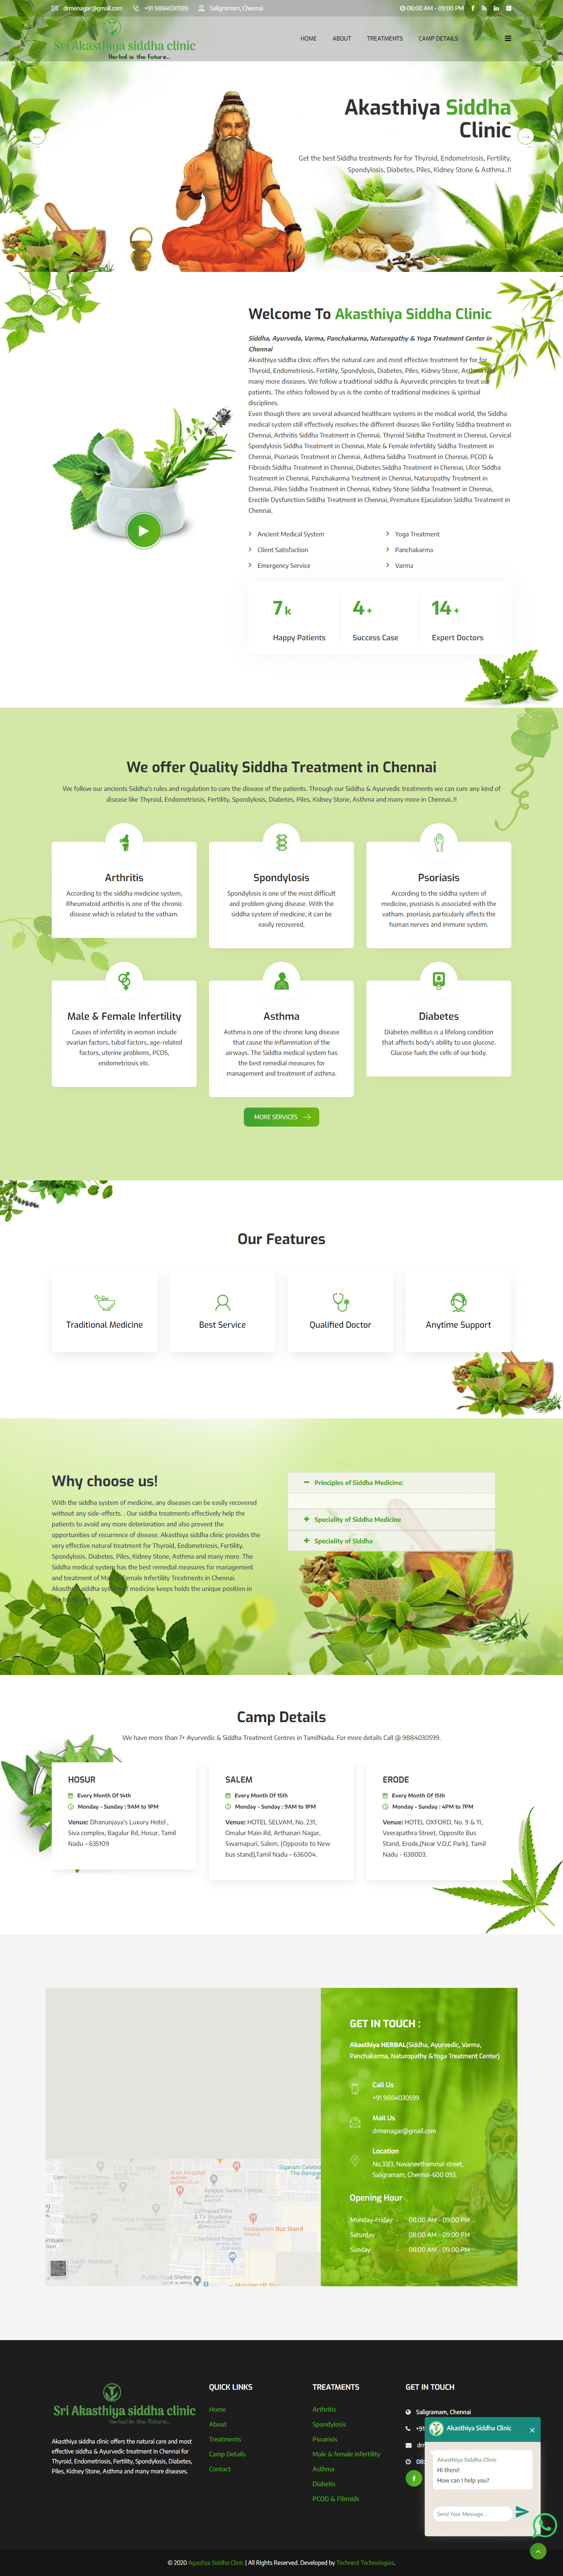 drmenagar@gmail.com +91 9884030599 Saligramam, Chennai 08:00 AM - 09:00 PM
Sri Akasthiya siddha clinic
Herbal is the Future...
HOME ABOUT TREATMENTS CAMP DETAILS
Akasthiya Siddha
Clinic
Get the best Siddha treatments for for Thyroid, Endometriosis, Fertility,
Spondylosis, Diabetes, Piles, Kidney Stone & Asthma..!!
Welcome To Akasthiya Siddha Clinic
Siddha, Ayurveda, Varma, Panchakarma, Naturopathy & Yoga Treatment Center in
Chennai
Akasthiya siddha clinic offers the natural care and most effective treatment for for for
Thyroid, Endometriosis, Fertility, Spondylosis, Diabetes, Piles, Kidney Stone, Asthma and
many more diseases. We follow a traditional siddha & Ayurvedic principles to treat our
patients. The ethics followed by us is the combo of traditional medicines & spiritual
disciplines.
Even though there are several advanced healthcare systems in the medical world, the Siddha
medical system still effectively resolves the different diseases like Fertility Siddha treatment in
Chennai, Arthritis Siddha Treatment in Chennai, Thyroid Siddha Treatment in Chennai, Cervical
Spondylosis Siddha Treatment in Chennai, Male & Female Infertility Siddha Treatment in
Chennai, Psoriasis Treatment in Chennai, Asthma Siddha Treatment in Chennai, PCOD &
Fibroids Siddha Treatment in Chennai, Diabetes Siddha Treatment in Chennai, Ulcer Siddha
Treatment in Chennai, Panchakarma Treatment in Chennai, Naturopathy Treatment in
Chennai, Piles Siddha Treatment in Chennai, Kidney Stone Siddha Treatment in Chennai,
Erectile Dysfunction Siddha Treatment in Chennai, Premature Ejaculation Siddha Treatment in
Chennai.
Ancient Medical System Yoga Treatment
Client Satisfaction Panchakarma
Emergency Service Varma
7 k 4 + 14 +
Happy Patients Success Case Expert Doctors
We offer Quality Siddha Treatment in Chennai
We follow our ancients Siddha's rules and regulation to cure the disease of the patients. Through our Siddha & Ayurvedic treatments we can cure any kind of
disease like Thyroid, Endometriosis, Fertility, Spondylosis, Diabetes, Piles, Kidney Stone, Asthma and many more in Chennai..!!
Arthritis
According to the siddha medicine system,
Rheumatoid arthritis is one of the chronic
disease which is related to the vatham.
Spondylosis
Spondylosis is one of the most difficult
and problem giving disease. With the
siddha system of medicine, it can be
easily recovered.
Psoriasis
According to the siddha system of
medicine, psoriasis is associated with the
vatham. psoriasis particularly affects the
human nerves and immune system.
Male & Female Infertility
Causes of infertility in woman include
ovarian factors, tubal factors, age-related
factors, uterine problems, PCOS,
endometriosis etc.
Asthma
Asthma is one of the chronic lung disease
that cause the inflammation of the
airways. The Siddha medical system has
the best remedial measures for
management and treatment of asthma.
Diabetes
Diabetes mellitus is a lifelong condition
that affects body's ability to use glucose.
Glucose fuels the cells of our body.
MORE SERVICES
Our Features
Traditional Medicine Best Service Qualified Doctor Anytime Support
Why choose us!
With the siddha system of medicine, any diseases can be easily recovered
without any side-effects. . Our siddha treatments effectively help the
patients to avoid any more deterioration and also prevent the
opportunities of recurrence of disease. Akasthiya siddha clinic provides the
very effective natural treatment for Thyroid, Endometriosis, Fertility,
Spondylosis, Diabetes, Piles, Kidney Stone, Asthma and many more. The
Siddha medical system has the best remedial measures for management
and treatment of Male & Female Infertility Treatments in Chennai.
Akasthiya siddha system of medicine keeps holds the unique position in
Principles of Siddha Medicine:
Speciality of Siddha Medicine
Speciality of Siddha
Camp Details
We have more than 7+ Ayurvedic & Siddha Treatment Centres in TamilNadu. For more details Call @ 9884030599.
HOSUR
Every Month Of 14th
Monday - Sunday : 9AM to 1PM
Venue: Dhanunjaya's Luxury Hotel ,
Siva complex, Bagalur Rd, Hosur, Tamil
Nadu – 635109
SALEM
Every Month Of 15th
Monday - Sunday : 9AM to 1PM
Venue: HOTEL SELVAM, No. 231,
Omalur Main Rd, Arthanari Nagar,
Swarnapuri, Salem, (Opposite to New
bus stand),Tamil Nadu – 636004.
ERODE
Every Month Of 15th
Monday - Sunday : 4PM to 7PM
Venue: HOTEL OXFORD, No. 9 & 11,
Veerapathra Street, Opposite Bus
Stand, Erode,(Near V.O.C Park), Tamil
Nadu - 638003.
GET IN TOUCH :
Akasthiya HERBAL(Siddha, Ayurvedic, Varma,
Panchakarma, Naturopathy &Yoga Treatment Center)
Call Us
+91 9884030599
Mail Us
drmenagar@gmail.com
Location
No.33/3, Navaneethammal street,
Saligramam, Chennai-600 093.
Opening Hour
Monday-Friday - 08:00 AM - 09:00 PM
Saturday 08:00 AM - 09:00 PM
Sunday - 08:00 AM - 09:00 PM
Arun Hospital
Ayyappa Swami Temple
LVPrasad Film
& TV Academy
Vadapalani Bus Stand
Sri Akasthiya siddha clinic
Herbal is the Future...
Akasthiya siddha clinic offers the natural care and most
effective siddha & Ayurvedic treatment in Chennai for
Thyroid, Endometriosis, Fertility, Spondylosis, Diabetes,
Piles, Kidney Stone, Asthma and many more diseases.
QUICK LINKS
Home
About
Treatments
Camp Details
Contact
TREATMENTS
Arthritis
Spondylosis
Psoarisis
Male & female infertility
Asthma
Diabetis
PCOD & Fibroids
GET IN TOUCH
Saligramam, Chennai
+91
Akasthiya Siddha Clinic
Akasthiya Siddha Clinic
Hi there!
How can I help you?
Send Your Message...
© 2020 Agastiya Siddha Clinic | All Rights Reserved. Developed by Technest Technologies.